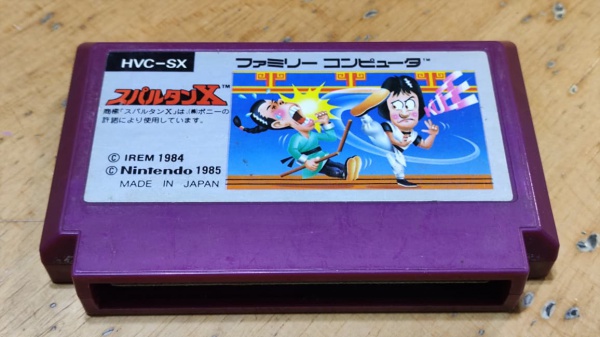 HVC-SX
ファミリー コンピュータ™
スパルタンX™
商標「スパルタンX」は(株)ポニーの
許諾により使用しています。
© IREM 1984
© Nintendo 1985
MADE IN JAPAN